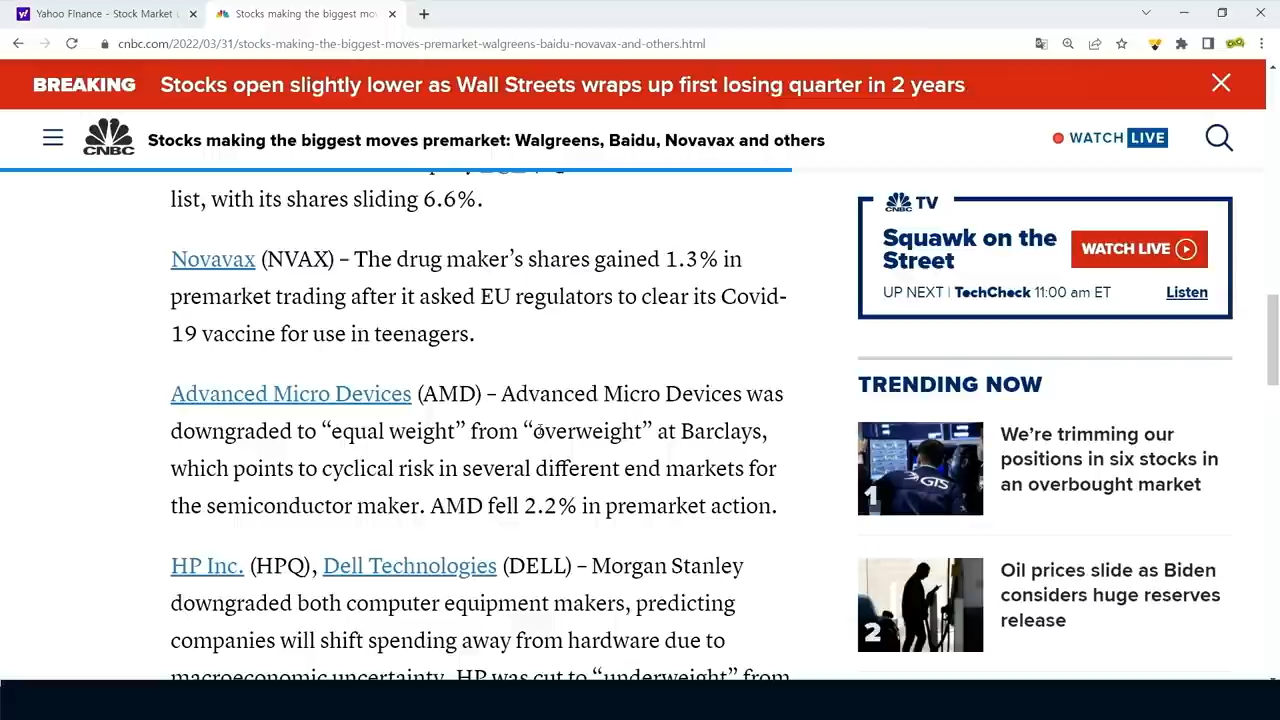 Yahoo Finance - Stock Market
Stocks making the biggest mo
cnbc.com/2022/03/31/stocks-making-the-biggest-moves-premarket-walgreens-baidu-novavax-and-others.html
BREAKING Stocks open slightly lower as Wall Streets wraps up first losing quarter in 2 years
CNBC Stocks making the biggest moves premarket: Walgreens, Baidu, Novavax and others WATCH LIVE
list, with its shares sliding 6.6%.
Novavax (NVAX) – The drug maker’s shares gained 1.3% in
premarket trading after it asked EU regulators to clear its Covid-
19 vaccine for use in teenagers.
Advanced Micro Devices (AMD) – Advanced Micro Devices was
downgraded to “equal weight” from “overweight” at Barclays,
which points to cyclical risk in several different end markets for
the semiconductor maker. AMD fell 2.2% in premarket action.
HP Inc. (HPQ), Dell Technologies (DELL) – Morgan Stanley
downgraded both computer equipment makers, predicting
companies will shift spending away from hardware due to
macroeconomic uncertainty. HP was cut to “underweight” from
CNBC TV
Squawk on the
Street
WATCH LIVE
UP NEXT | TechCheck 11:00 am ET Listen
TRENDING NOW
GTS
1
We’re trimming our
positions in six stocks in
an overbought market
2
Oil prices slide as Biden
considers huge reserves
release